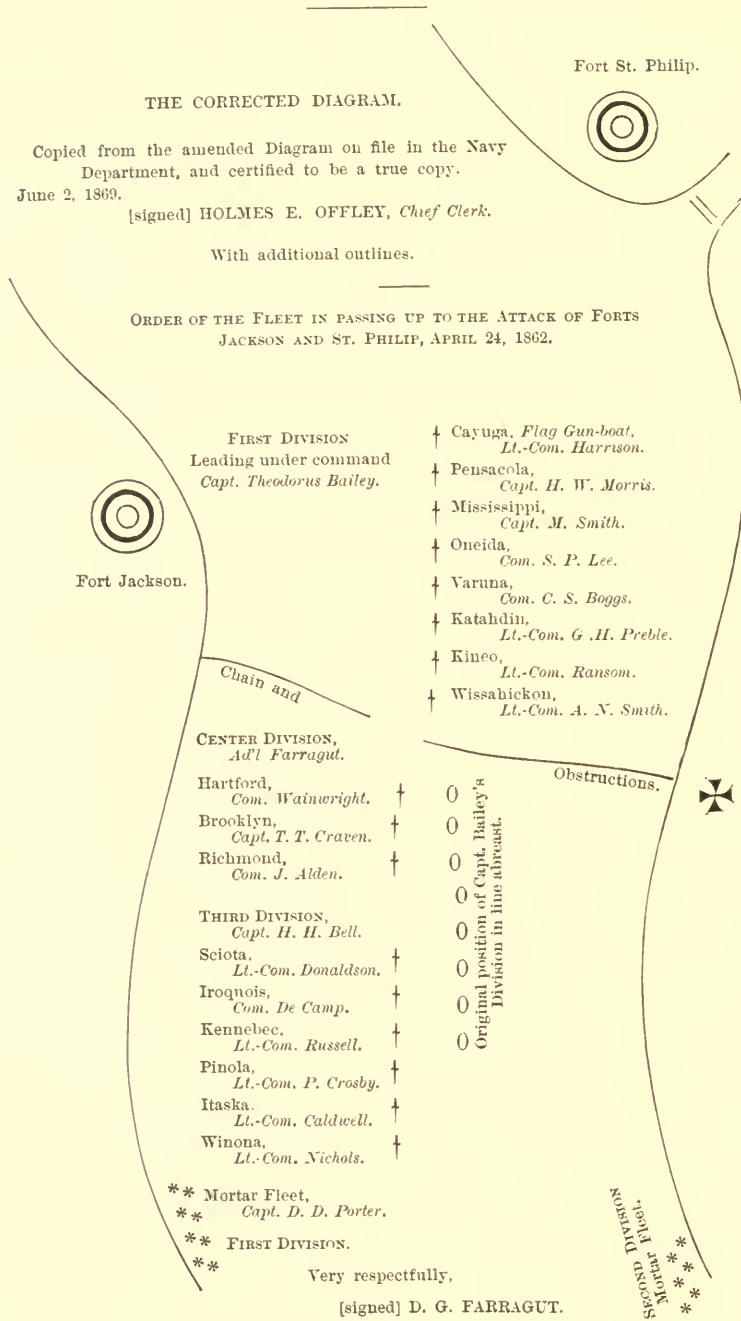 Fort St. Philip.
THE CORRECTED DIAGRAM.
Copied from the amended Diagram on file in the Navy
Department, and certified to be a true copy.
June 2, 1869.
[signed] HOLMES E. OFFLEY, Chief Clerk.
With additional outlines.
ORDER OF THE FLEET IN PASSING UP TO THE ATTACK OF FORTS
JACKSON AND ST. PHILIP, APRIL 24, 1862.
FIRST DIVISION
Leading under command
Capt. Theodorus Bailey.
Cayuga, Flag Gun-boat,
Lt.-Com. Harrison.
Pensacola,
Capt. H. W. Morris.
Mississippi,
Capt. M. Smith.
Oneida,
Com. S. P. Lee.
Varuna,
Com. C. S. Boggs.
Katahdin,
Lt.-Com. G .H. Preble.
Kineo,
Lt.-Com. Ransom.
Wissahickon,
Lt.-Com. A. N. Smith.
Fort Jackson.
Chain and
Obstructions.
CENTER DIVISION,
Ad'l Farragut.
Hartford,
Com. Wainwright.
Brooklyn,
Capt. T. T. Craven.
Richmond,
Com. J. Alden.
THIRD DIVISION,
Capt. H. H. Bell.
Sciota,
Lt.-Com. Donaldson.
Iroquois,
Com. De Camp.
Kennebec,
Lt.-Com. Russell.
Pinola,
Lt.-Com. P. Crosby.
Itaska.
Lt.-Com. Caldwell.
Winona,
Lt.-Com. Nichols.
Original position of Capt. Bailey's
Division in line abreast.
Mortar Fleet,
Capt. D. D. Porter.
FIRST DIVISION.
SECOND DIVISION
Mortar Fleet.
Very respectfully,
[signed] D. G. FARRAGUT.